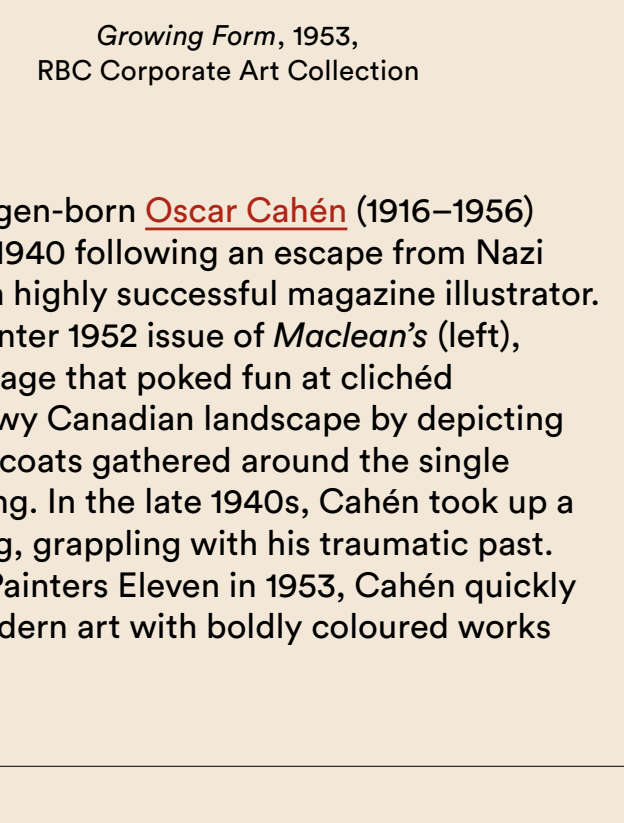 Growing Form, 1953,
RBC Corporate Art Collection
gen-born Oscar Cahén (1916–1956)
1940 following an escape from Nazi
highly successful magazine illustrator.
nter 1952 issue of Maclean’s (left),
age that poked fun at clichéd
wy Canadian landscape by depicting
coats gathered around the single
ng. In the late 1940s, Cahén took up a
g, grappling with his traumatic past.
Painters Eleven in 1953, Cahén quickly
dern art with boldly coloured works